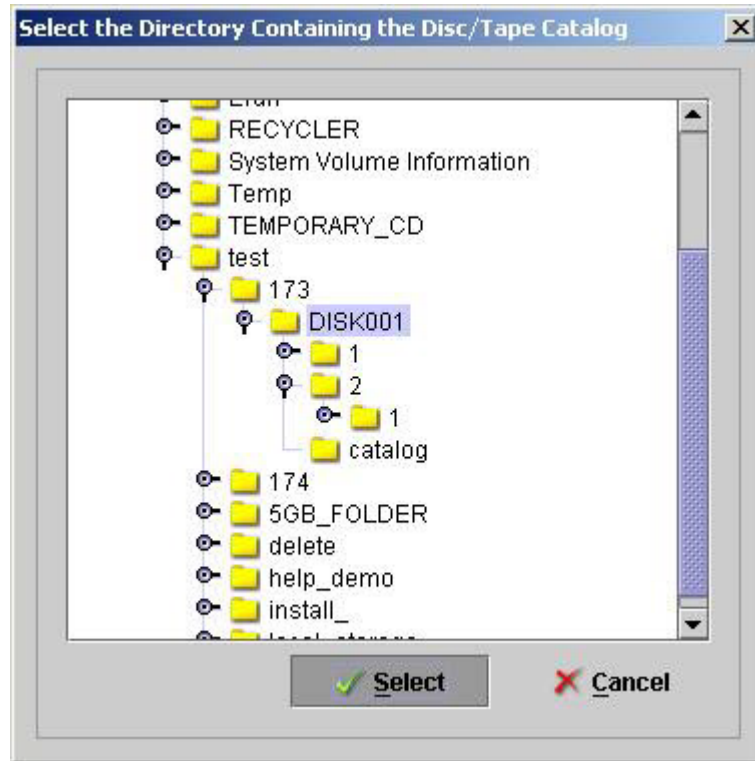 Select the Directory Containing the Disc/Tape Catalog
RECYCLER
System Volume Information
Temp
TEMPORARY_CD
test
173
DISK001
1
2
1
catalog
174
5GB_FOLDER
delete
help_demo
install_
Select
Cancel